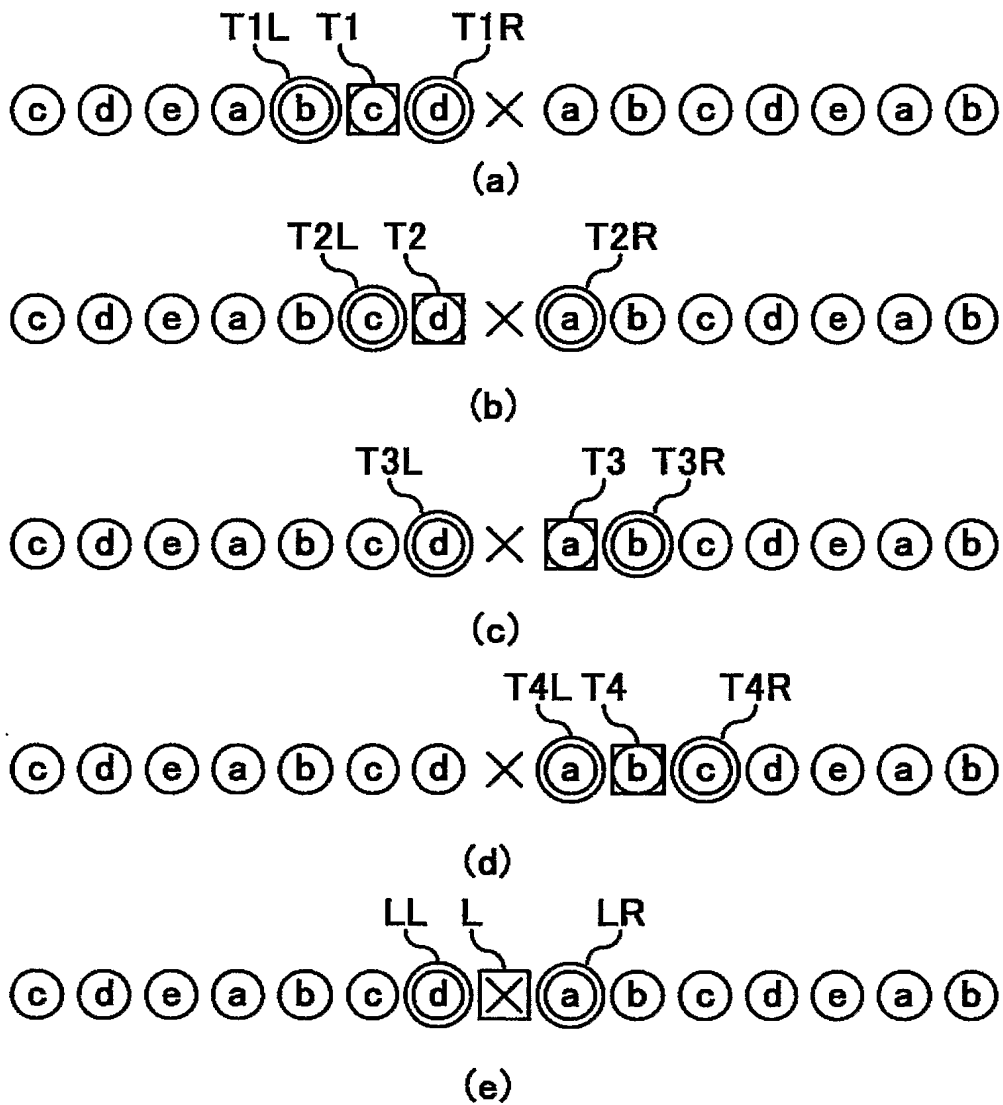 T1L T1 T1R
c d e a b c d × a b c d e a b
(a)
T2L T2 T2R
c d e a b c d × a b c d e a b
(b)
T3L T3 T3R
c d e a b c d × a b c d e a b
(c)
T4L T4 T4R
c d e a b c d × a b c d e a b
(d)
LL L LR
c d e a b c d × a b c d e a b
(e)